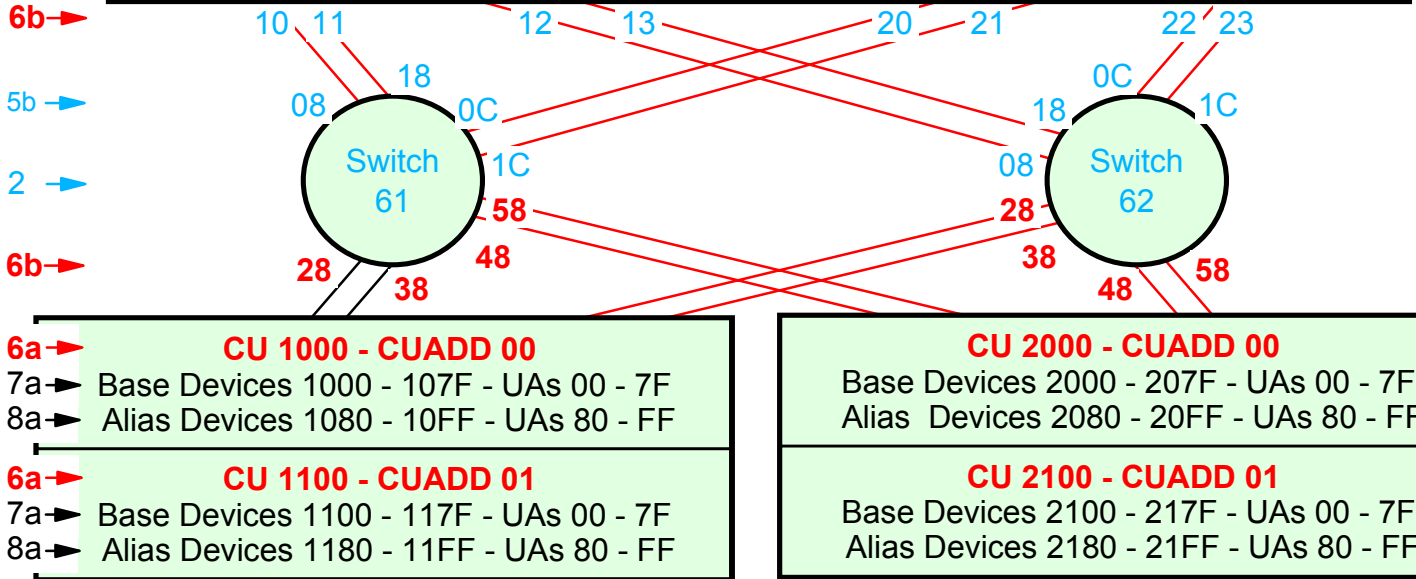 6b
10 11 12 13 20 21 22 23
18 0C
5b 08 0C 18 1C
Switch 61
Switch 62
2 1C 08
58 28
6b 28 38 48 38 48 58
6a CU 1000 - CUADD 00
7a Base Devices 1000 - 107F - UAs 00 - 7F
8a Alias Devices 1080 - 10FF - UAs 80 - FF
6a CU 1100 - CUADD 01
7a Base Devices 1100 - 117F - UAs 00 - 7F
8a Alias Devices 1180 - 11FF - UAs 80 - FF
CU 2000 - CUADD 00
Base Devices 2000 - 207F - UAs 00 - 7F
Alias Devices 2080 - 20FF - UAs 80 - FF
CU 2100 - CUADD 01
Base Devices 2100 - 217F - UAs 00 - 7F
Alias Devices 2180 - 21FF - UAs 80 - FF